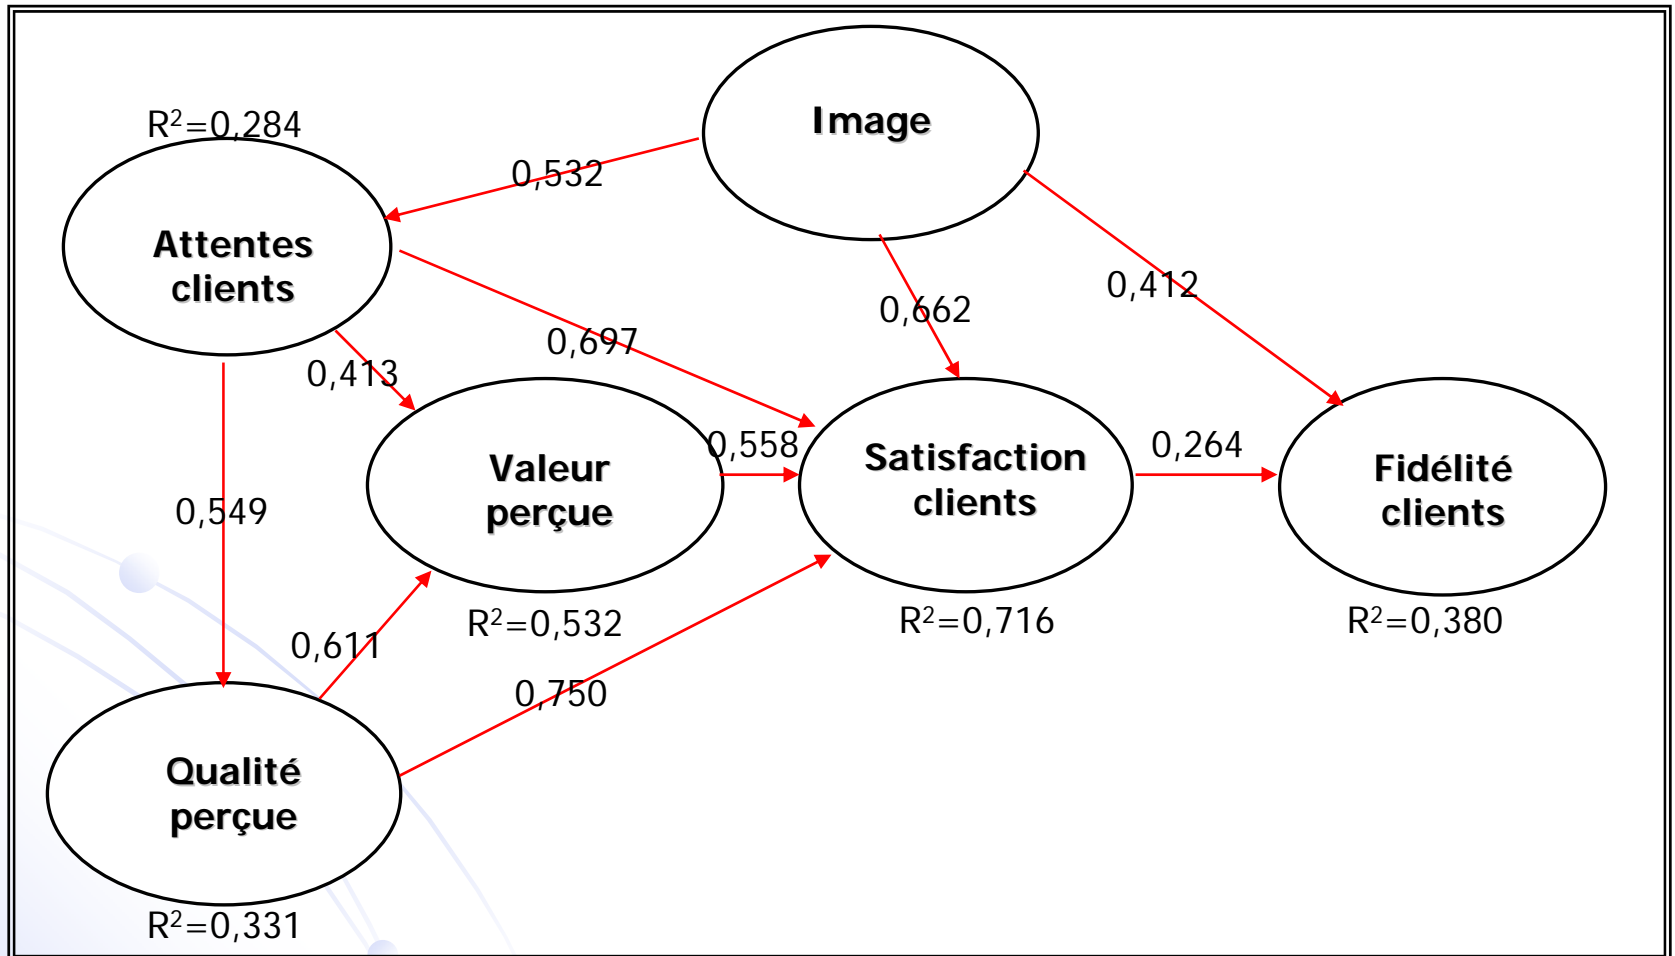 Image
R²=0,284
0,532
Attentes
clients
0,412
0,662
0,697
0,413
0,558
0,264
Valeur
perçue
Satisfaction
clients
Fidélité
clients
0,549
R²=0,532
R²=0,716
R²=0,380
0,611
0,750
Qualité
perçue
R²=0,331